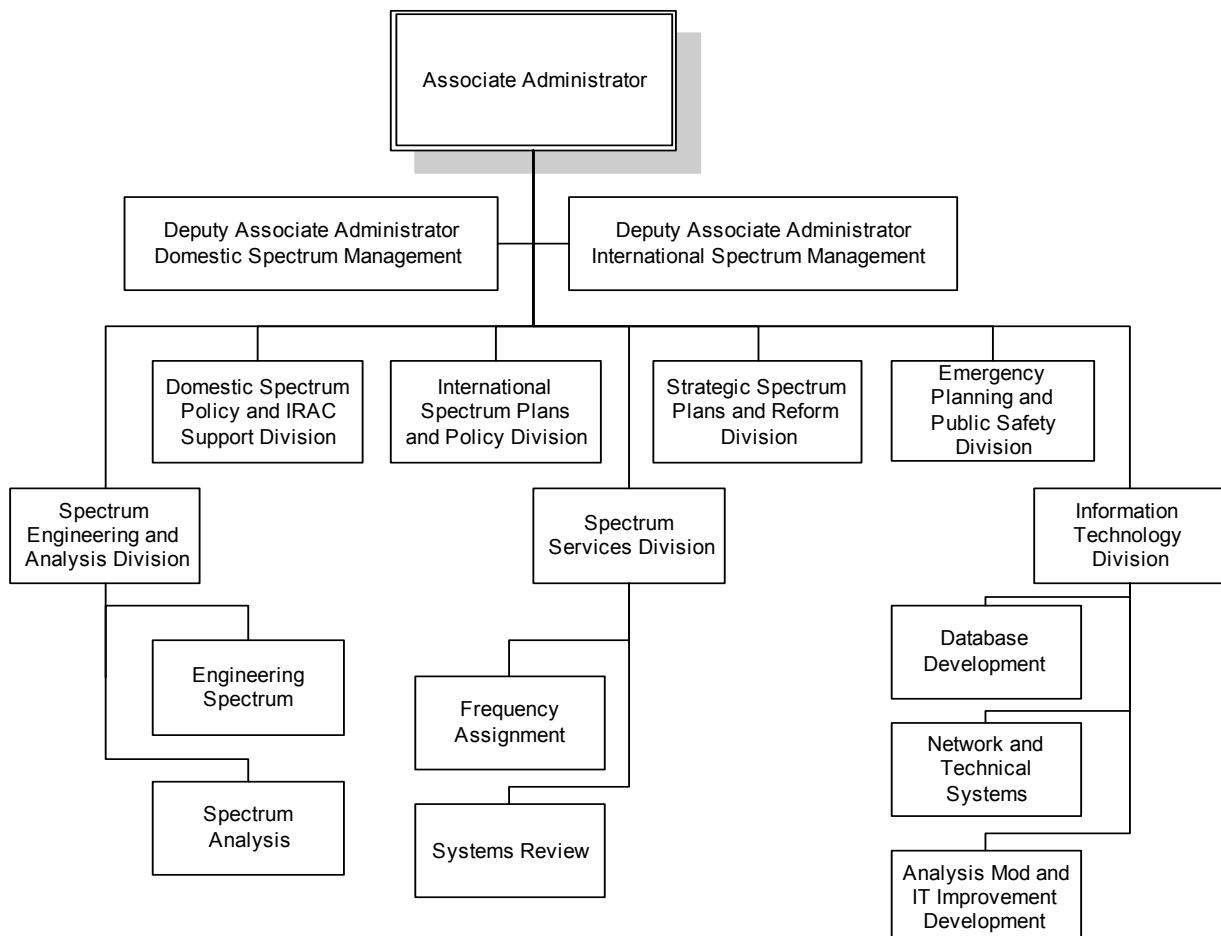 Associate Administrator
Deputy Associate Administrator
Domestic Spectrum Management
Deputy Associate Administrator
International Spectrum Management
Domestic Spectrum
Policy and IRAC
Support Division
International
Spectrum Plans
and Policy Division
Strategic Spectrum
Plans and Reform
Division
Emergency
Planning and
Public Safety
Division
Spectrum
Engineering and
Analysis Division
Spectrum
Services Division
Information
Technology
Division
Engineering
Spectrum
Spectrum
Analysis
Frequency
Assignment
Systems Review
Database
Development
Network and
Technical
Systems
Analysis Mod and
IT Improvement
Development